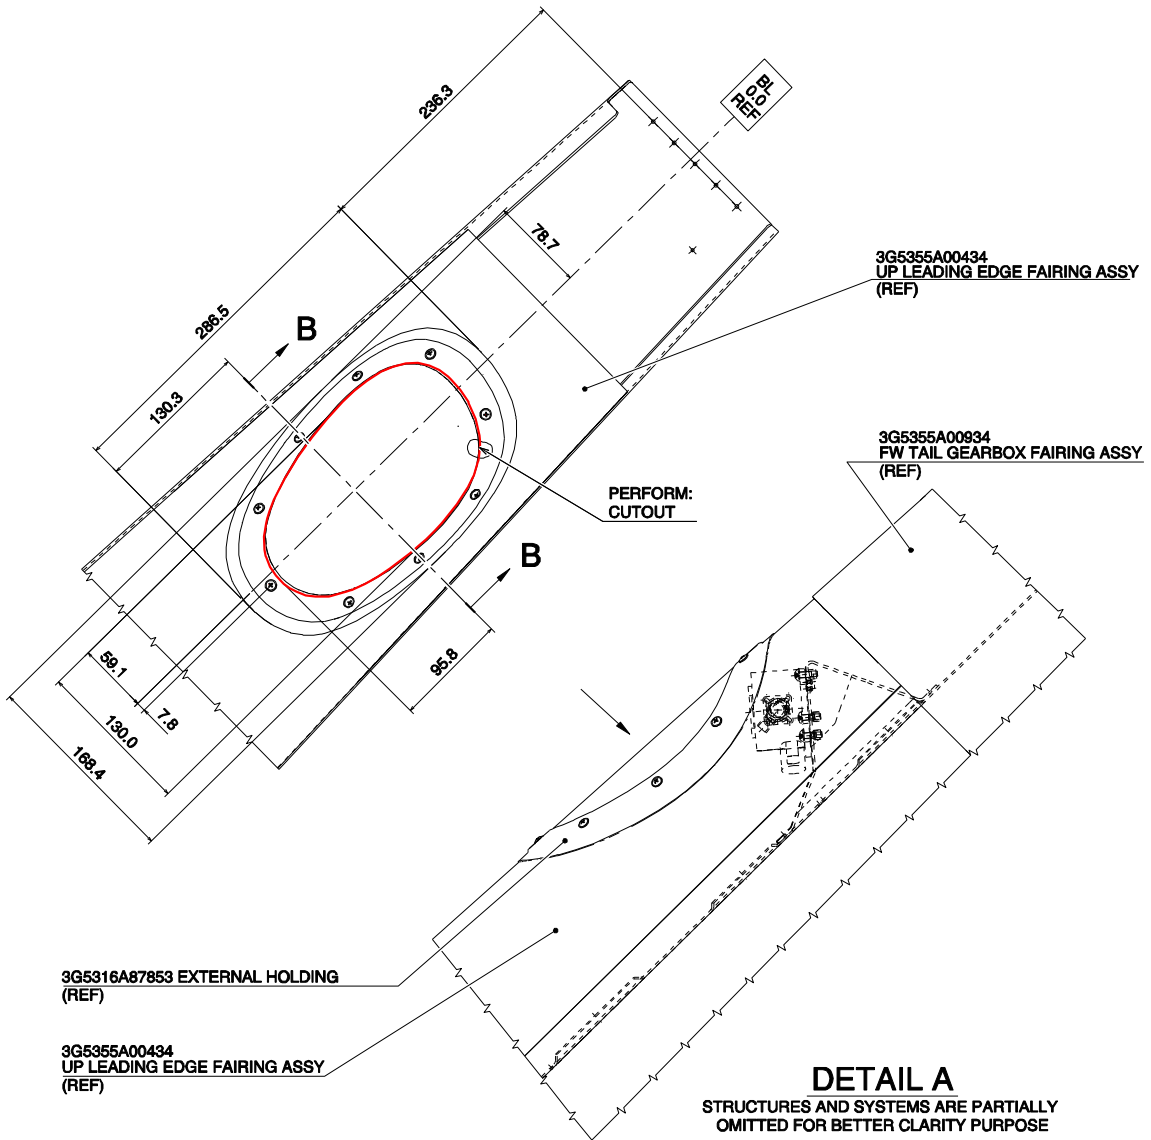 236.3
BL
0.0
REF
78.7
3G5355A00434
UP LEADING EDGE FAIRING ASSY
(REF)
286.5
B
130.3
3G5355A00934
FW TAIL GEARBOX FAIRING ASSY
(REF)
PERFORM:
CUTOUT
B
95.8
59.1
7.8
130.0
168.4
3G5316A87853 EXTERNAL HOLDING
(REF)
3G5355A00434
UP LEADING EDGE FAIRING ASSY
(REF)
DETAIL A
STRUCTURES AND SYSTEMS ARE PARTIALLY
OMITTED FOR BETTER CLARITY PURPOSE